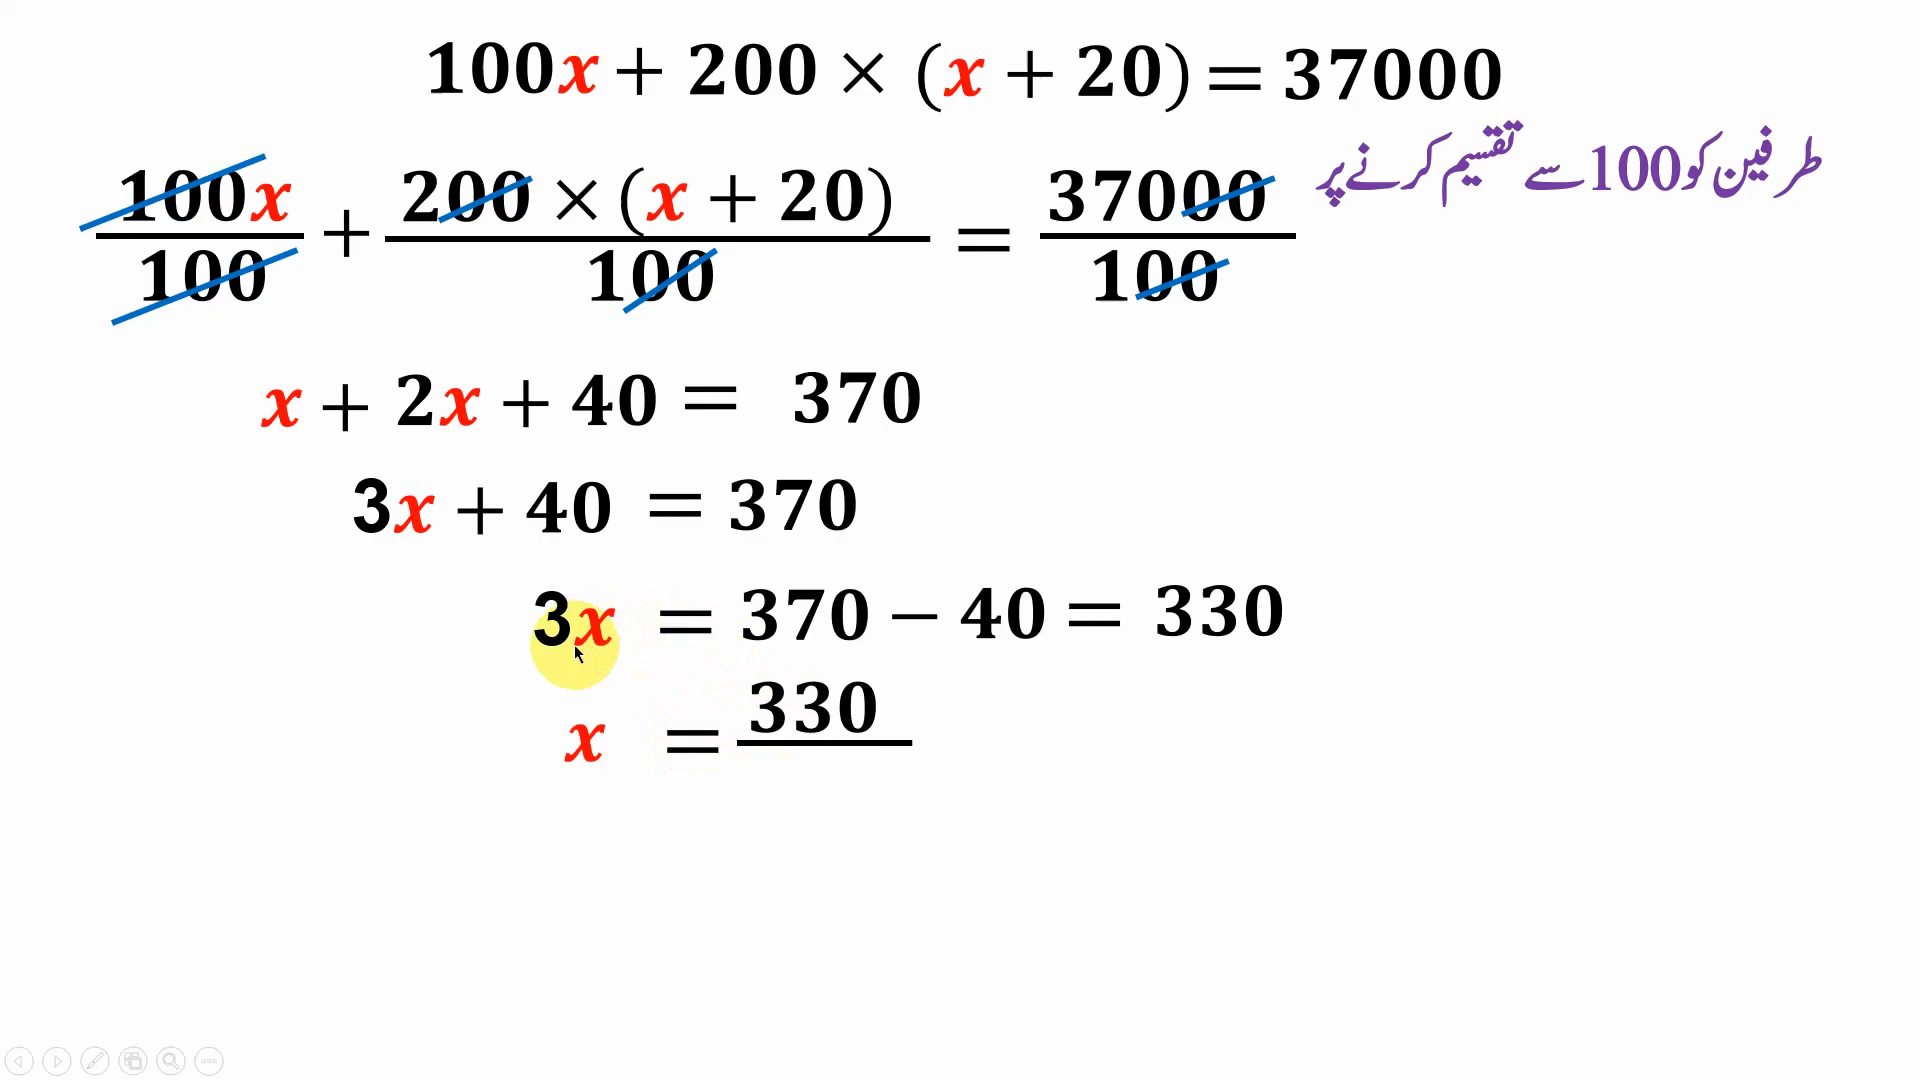 100x + 200 × (x + 20) = 37000
طرفین کو 100 سے تقسیم کرنے پر
100x/100 + 200 × (x + 20)/100 = 37000/100
x + 2x + 40 = 370
3x + 40 = 370
3x = 370 − 40 = 330
x = 330